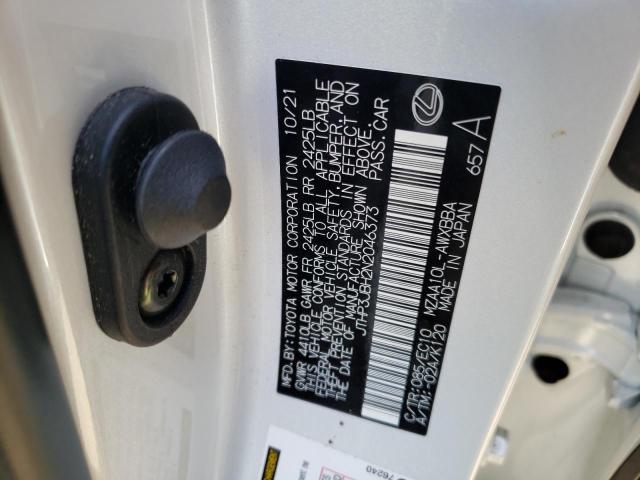 MFD. BY: TOYOTA MOTOR CORPORATION 10/21
GVWR 4410LB GAWR FR 2425LB RR 2425LB
THIS VEHICLE CONFORMS TO ALL APPLICABLE
FEDERAL MOTOR VEHICLE SAFETY, BUMPER, AND
THEFT PREVENTION STANDARDS IN EFFECT ON
THE DATE OF MANUFACTURE SHOWN ABOVE.
JTHP3JBH2N2046373 PASS. CAR
C/TR: 085/EC10 MZAA10L-AWXBBA 657A
A/TM: -02A/K120 MADE IN JAPAN
76240